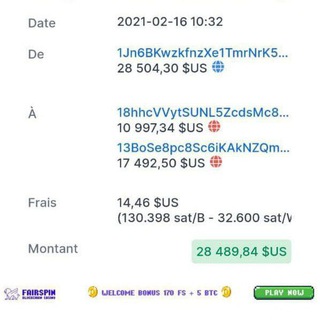 Date 2021-02-16 10:32
De 1Jn6BKwzkfnzXe1TmrNrK5...
28 504,30 $US
À 18hhcVVytSUNL5ZcdsMc8...
10 997,34 $US
13BoSe8pc8Sc6iKAkNZQm...
17 492,50 $US
Frais 14,46 $US
(130.398 sat/B - 32.600 sat/
Montant 28 489,84 $US
FAIRSPIN
BLOCKCHAIN CASINO
WELCOME BONUS 170 FS + 5 BTC
PLAY NOW